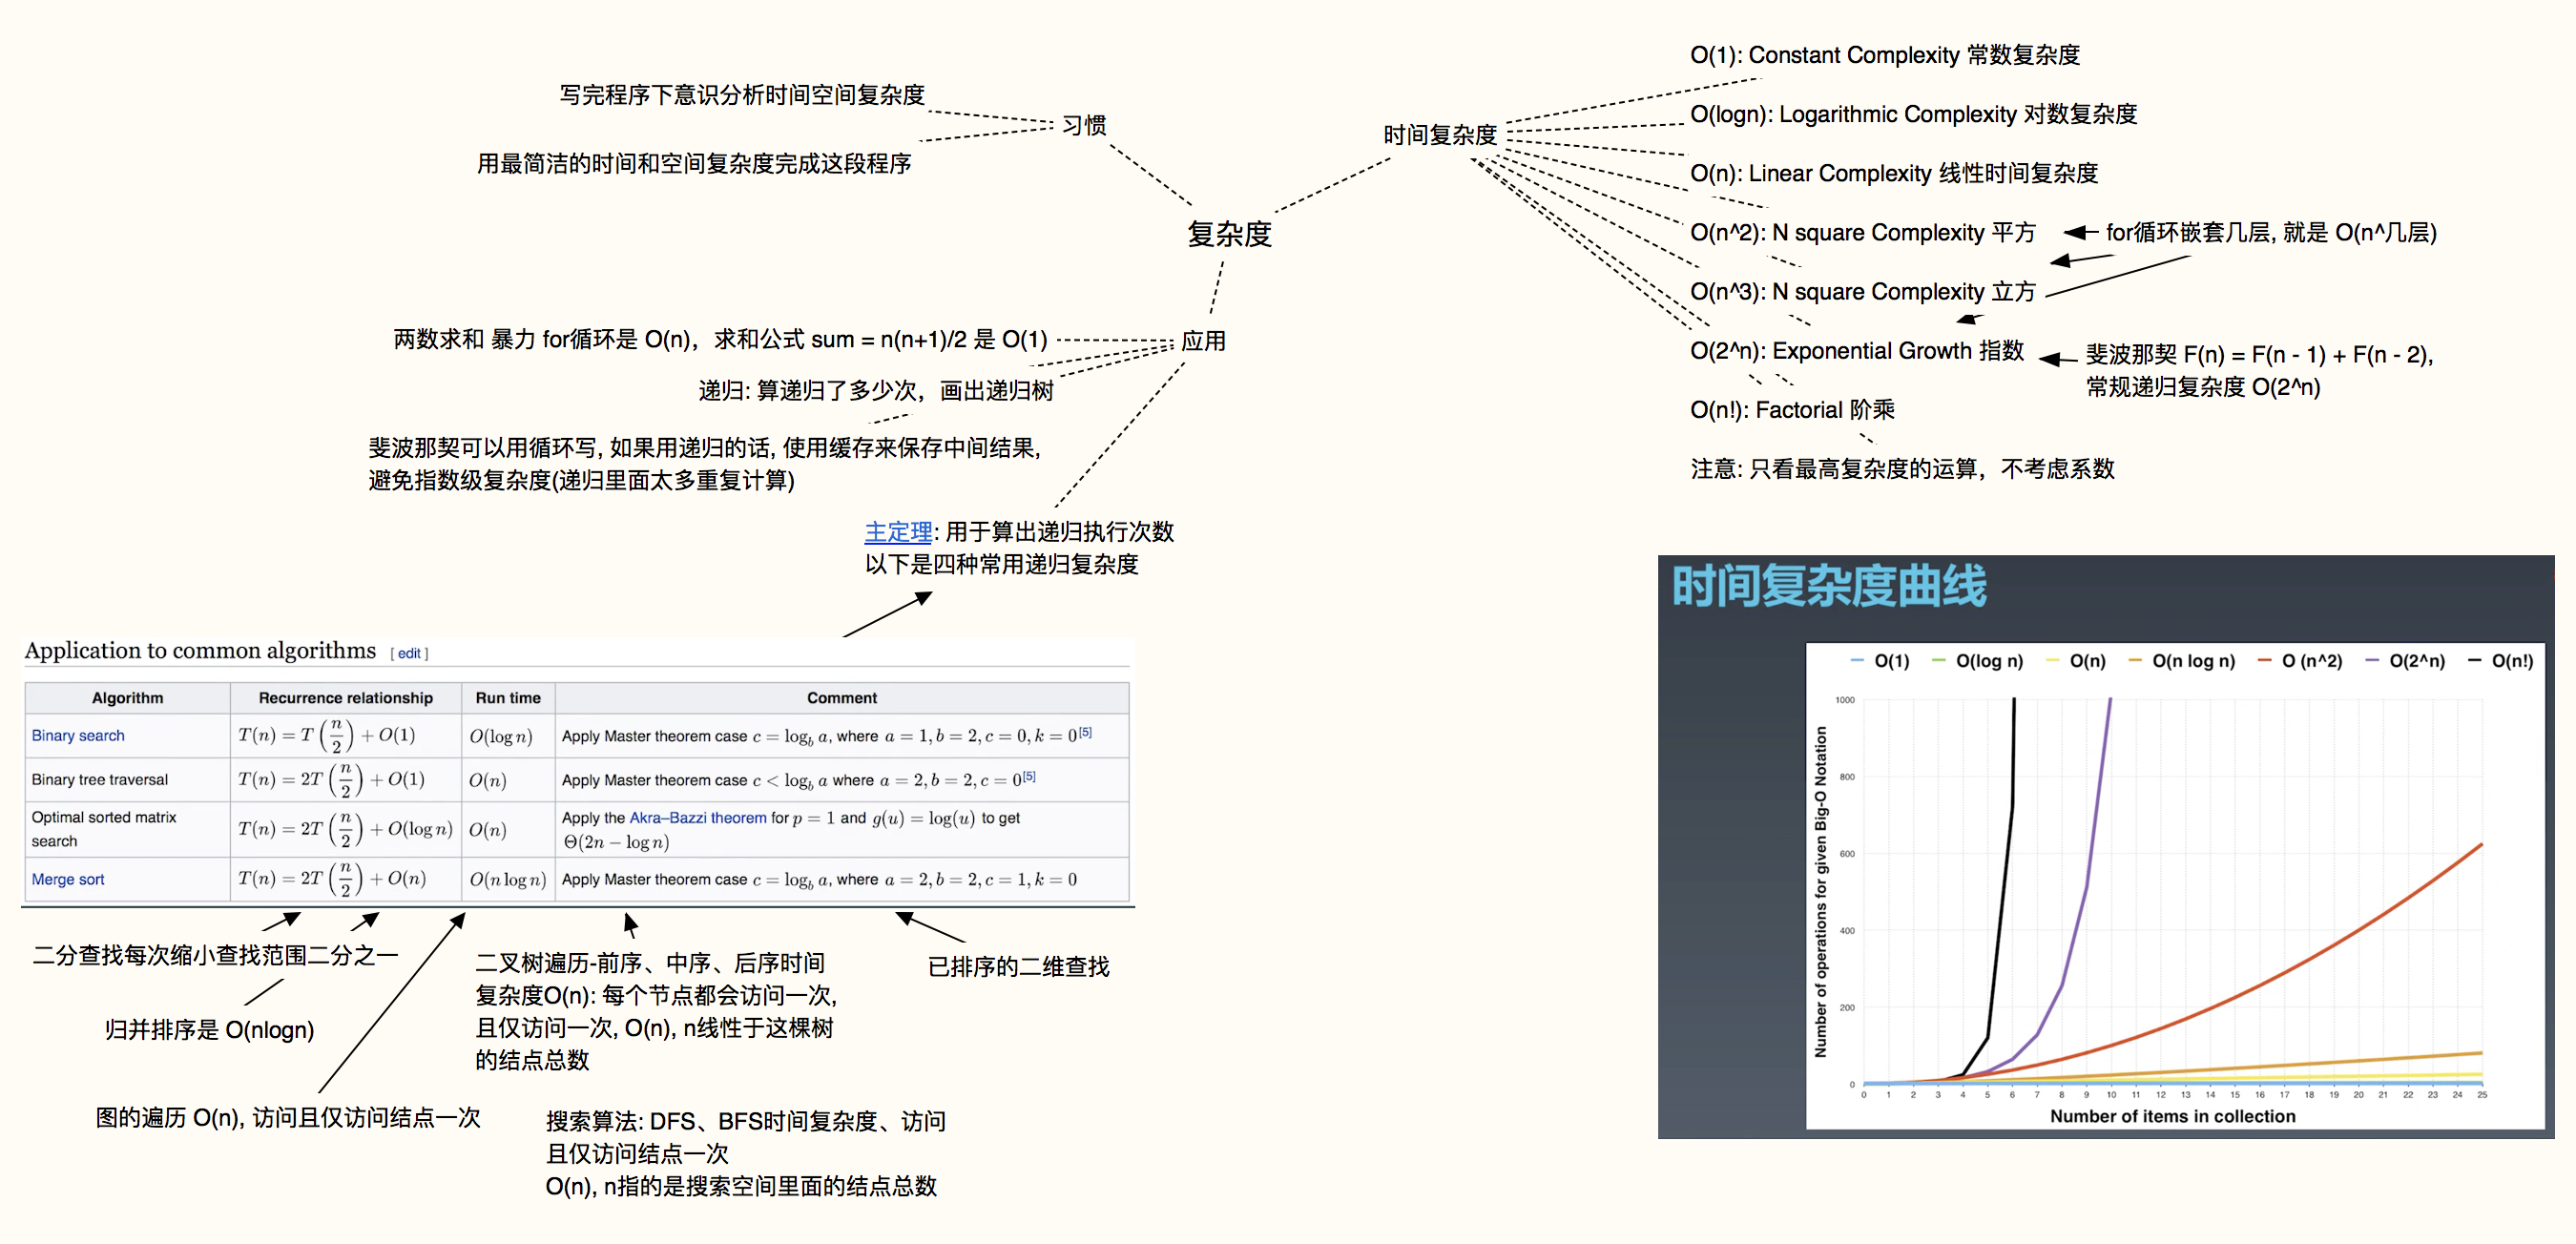 写完程序下意识分析时间空间复杂度
用最简洁的时间和空间复杂度完成这段程序
习惯
复杂度
应用
两数求和 暴力 for循环是 O(n)，求和公式 sum = n(n+1)/2 是 O(1)
递归: 算递归了多少次，画出递归树
斐波那契可以用循环写, 如果用递归的话, 使用缓存来保存中间结果,
避免指数级复杂度(递归里面太多重复计算)
主定理: 用于算出递归执行次数
以下是四种常用递归复杂度
时间复杂度
O(1): Constant Complexity 常数复杂度
O(logn): Logarithmic Complexity 对数复杂度
O(n): Linear Complexity 线性时间复杂度
O(n^2): N square Complexity 平方
for循环嵌套几层, 就是 O(n^几层)
O(n^3): N square Complexity 立方
O(2^n): Exponential Growth 指数
斐波那契 F(n) = F(n - 1) + F(n - 2),
常规递归复杂度 O(2^n)
O(n!): Factorial 阶乘
注意: 只看最高复杂度的运算，不考虑系数
Application to common algorithms [ edit ]
Algorithm Recurrence relationship Run time Comment
Binary search T(n) = T(n/2) + O(1) O(log n) Apply Master theorem case c = log_b a, where a = 1, b = 2, c = 0, k = 0[5]
Binary tree traversal T(n) = 2T(n/2) + O(1) O(n) Apply Master theorem case c < log_b a where a = 2, b = 2, c = 0[5]
Optimal sorted matrix search T(n) = 2T(n/2) + O(log n) O(n) Apply the Akra–Bazzi theorem for p = 1 and g(u) = log(u) to get Θ(2n − log n)
Merge sort T(n) = 2T(n/2) + O(n) O(n log n) Apply Master theorem case c = log_b a, where a = 2, b = 2, c = 1, k = 0
二分查找每次缩小查找范围二分之一
归并排序是 O(nlogn)
图的遍历 O(n), 访问且仅访问结点一次
二叉树遍历-前序、中序、后序时间
复杂度O(n): 每个节点都会访问一次,
且仅访问一次, O(n), n线性于这棵树
的结点总数
已排序的二维查找
搜索算法: DFS、BFS时间复杂度、访问
且仅访问结点一次
O(n), n指的是搜索空间里面的结点总数
时间复杂度曲线
O(1) O(log n) O(n) O(n log n) O (n^2) O(2^n) O(n!)
Number of operations for given Big-O Notation
1000
800
600
400
200
0
0 1 2 3 4 5 6 7 8 9 10 11 12 13 14 15 16 17 18 19 20 21 22 23 24 25
Number of items in collection